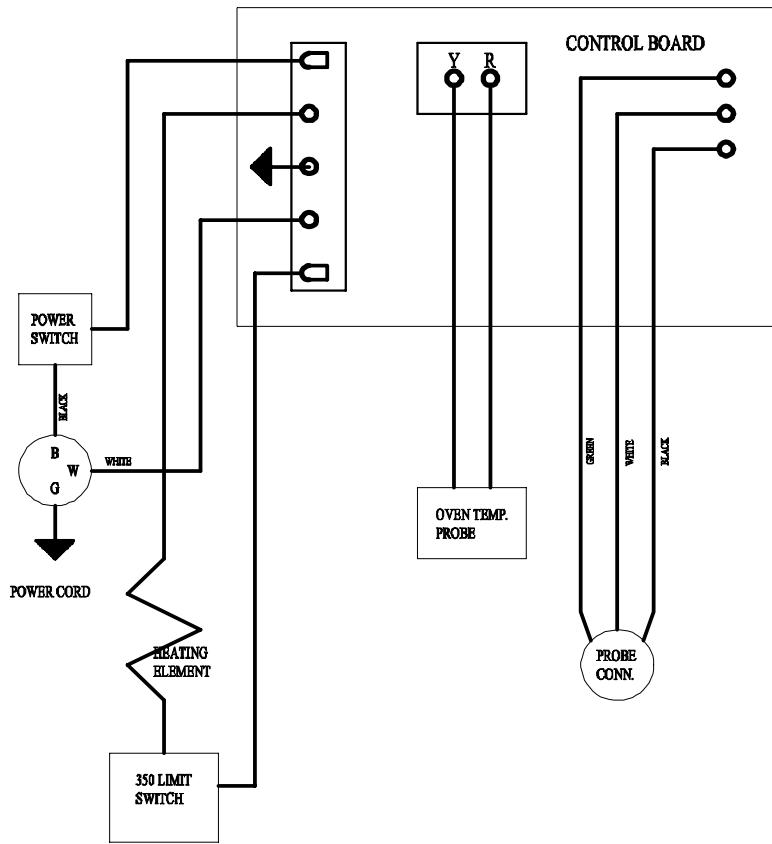 CONTROL BOARD
Y R
POWER
SWITCH
BLACK
B
W
G
WHITE
POWER CORD
HEATING
ELEMENT
350 LIMIT
SWITCH
OVEN TEMP.
PROBE
GREEN
WHITE
BLACK
PROBE
CONN.